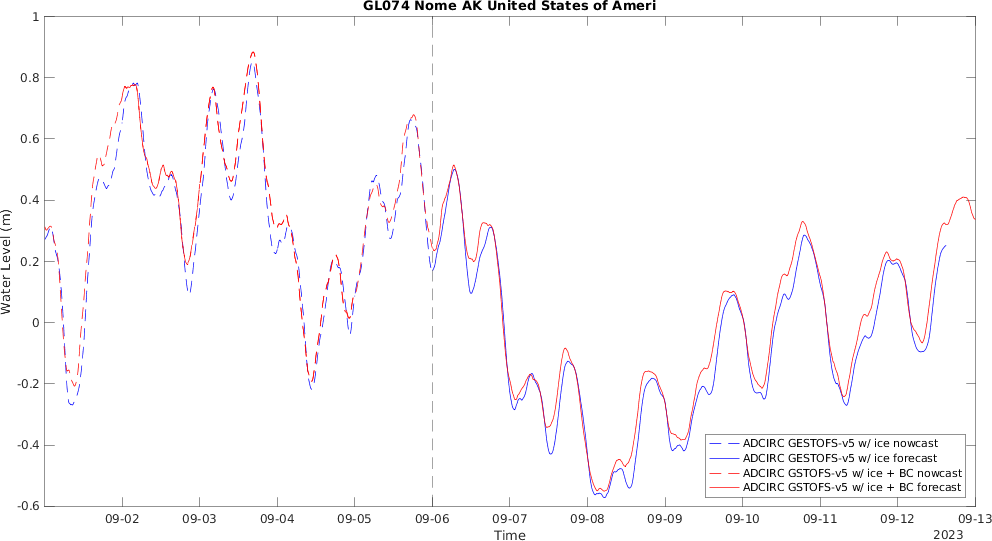 GL074 Nome AK United States of Ameri
1
0.8
0.6
0.4
0.2
0
-0.2
-0.4
-0.6
Water Level (m)
ADCIRC GESTOFS-v5 w/ ice nowcast
ADCIRC GESTOFS-v5 w/ ice forecast
ADCIRC GSTOFS-v5 w/ ice + BC nowcast
ADCIRC GSTOFS-v5 w/ ice + BC forecast
09-02 09-03 09-04 09-05 09-06 09-07 09-08 09-09 09-10 09-11 09-12 09-13
Time
2023